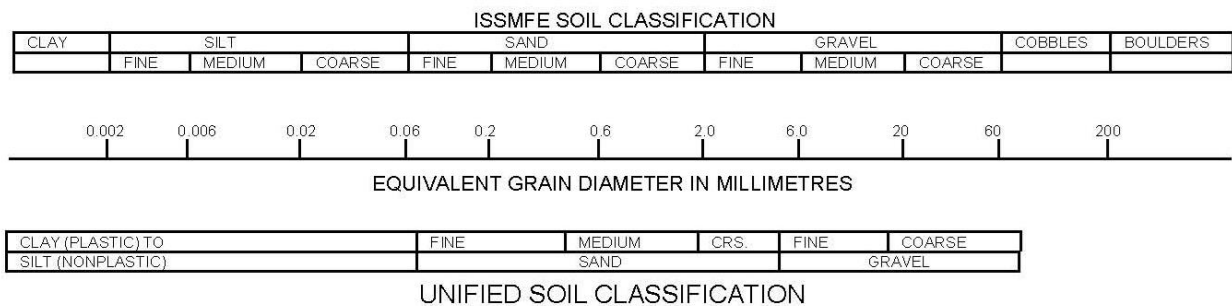 ISSMFE SOIL CLASSIFICATION
CLAY SILT SAND GRAVEL COBBLES BOULDERS
FINE MEDIUM COARSE FINE MEDIUM COARSE FINE MEDIUM COARSE
0.002 0.006 0.02 0.06 0.2 0.6 2.0 6.0 20 60 200
EQUIVALENT GRAIN DIAMETER IN MILLIMETRES
CLAY (PLASTIC) TO FINE MEDIUM CRS. FINE COARSE
SILT (NONPLASTIC) SAND GRAVEL
UNIFIED SOIL CLASSIFICATION